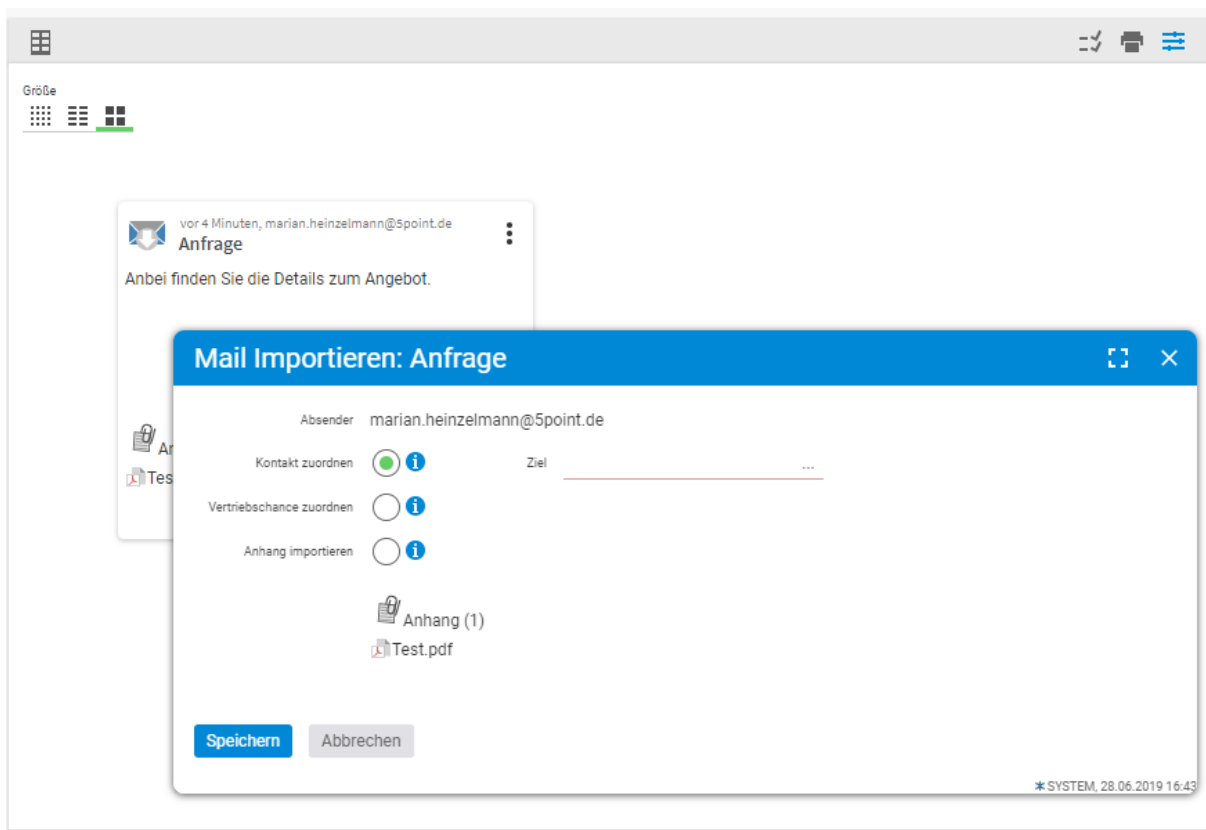 Größe
vor 4 Minuten, marian.heinzelmann@5point.de
Anfrage
Anbei finden Sie die Details zum Angebot.
Mail Importieren: Anfrage
Absender marian.heinzelmann@5point.de
Kontakt zuordnen Ziel ...
Vertriebschance zuordnen
Anhang importieren
An
Tes
Anhang (1)
Test.pdf
Speichern Abbrechen
* SYSTEM, 28.06.2019 16:43